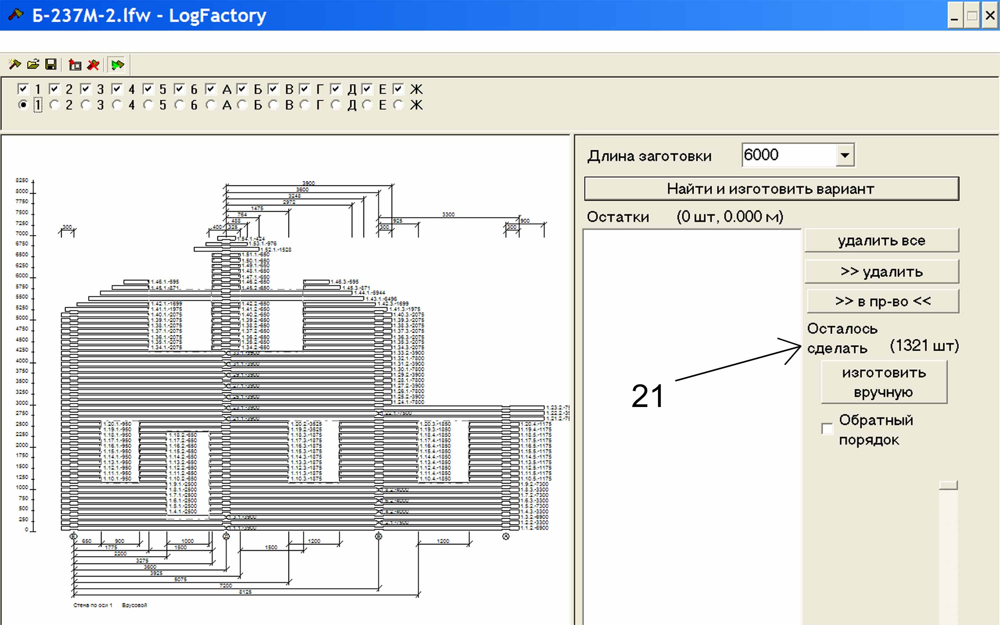 Б-237М-2.lfw - LogFactory
1 2 3 4 5 6 А Б В Г Д Е Ж
1 2 3 4 5 6 А Б В Г Д Е Ж
Длина заготовки 6000
Найти и изготовить вариант
Остатки (0 шт, 0.000 м)
удалить все
>> удалить
>> в пр-во <<
Осталось
сделать (1321 шт)
изготовить
вручную
Обратный
порядок
21
8250
8000
7750
7500
7250
7000
6750
6500
6250
6000
5750
5500
5250
5000
4750
4500
4250
4000
3750
3500
3250
3000
2750
2500
2250
2000
1750
1500
1250
1000
750
500
250
0
3900
3600
3248
2972
1475
764
488
400 325
300
3300
925 900
300 300
1.54.1.-424
1.53.1.-976
1.52.1.-1528
1.51.1.-650
1.50.1.-650
1.49.1.-650
1.48.1.-650
1.47.1.-650
1.46.1.-595 1.46.2.-650 1.46.3.-595
1.45.1.-871 1.45.2.-650 1.45.3.-871
1.44.1.-5944
1.43.1.-6496
1.42.1.-1699 1.42.2.-650 1.42.3.-1699
1.41.1.-1975 1.41.2.-650 1.41.3.-1975
1.40.1.-2075 1.40.2.-650 1.40.3.-2075
1.39.1.-2075 1.39.2.-650 1.39.3.-2075
1.38.1.-2075 1.38.2.-650 1.38.3.-2075
1.37.1.-2075 1.37.2.-650 1.37.3.-2075
1.36.1.-2075 1.36.2.-650 1.36.3.-2075
1.35.1.-2075 1.35.2.-650 1.35.3.-2075
1.34.1.-2075 1.34.2.-650 1.34.3.-2075
1.33.1.-3900 1.33.2.-3900
1.32.1.-7800
1.31.1.-3900 1.31.2.-3900
1.30.1.-7800
1.29.1.-3900 1.29.2.-3900
1.28.1.-7800
1.27.1.-3900 1.27.2.-3900
1.26.1.-7800
1.25.1.-3900 1.25.2.-3900
1.24.1.-7800
1.23.1.-3900 1.23.2.-75
1.22.1.-7500 1.22.2.-39
1.21.1.-3900 1.21.2.-75
1.20.1.-950 1.20.2.-3525 1.20.3.-1850 1.20.4.-1175
1.19.1.-950 1.19.2.-3525 1.19.3.-1850 1.19.4.-1175
1.18.1.-950 1.18.2.-650 1.18.3.-1875 1.18.4.-1850 1.18.5.-1175
1.17.1.-950 1.17.2.-650 1.17.3.-1875 1.17.4.-1850 1.17.5.-1175
1.16.1.-950 1.16.2.-650 1.16.3.-1875 1.16.4.-1850 1.16.5.-1175
1.15.1.-950 1.15.2.-650 1.15.3.-1875 1.15.4.-1850 1.15.5.-1175
1.14.1.-950 1.14.2.-650 1.14.3.-1875 1.14.4.-1850 1.14.5.-1175
1.13.1.-950 1.13.2.-650 1.13.3.-1875 1.13.4.-1850 1.13.5.-1175
1.12.1.-950 1.12.2.-650 1.12.3.-1875 1.12.4.-1850 1.12.5.-1175
1.11.1.-950 1.11.2.-650 1.11.3.-1875 1.11.4.-1850 1.11.5.-1175
1.10.1.-950 1.10.2.-650 1.10.3.-1875 1.10.4.-1850 1.10.5.-1175
1.9.1.-2500 1.9.2.-7300
1.8.1.-2500 1.8.2.-4000 1.8.3.-3300
1.7.1.-2500 1.7.2.-7300
1.6.1.-2500 1.6.2.-4000 1.6.3.-3300
1.5.1.-2500 1.5.2.-7300
1.4.1.-2500 1.4.2.-4000 1.4.3.-3300
1.3.1.-3900 1.3.2.-6900
1.2.1.-7500 1.2.2.-3300
1.1.1.-3900 1.1.2.-6900
А
650 900 1000 1200 1200
1775 1500 1500
2200
3275
3600
3925
5075
7200
8125
Стена по оси 1 Брусовой